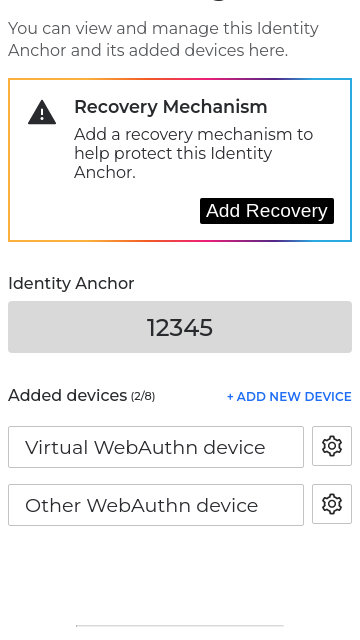 You can view and manage this Identity
Anchor and its added devices here.
Recovery Mechanism
Add a recovery mechanism to
help protect this Identity
Anchor.
Add Recovery
Identity Anchor
12345
Added devices (2/8)
+ ADD NEW DEVICE
Virtual WebAuthn device
Other WebAuthn device